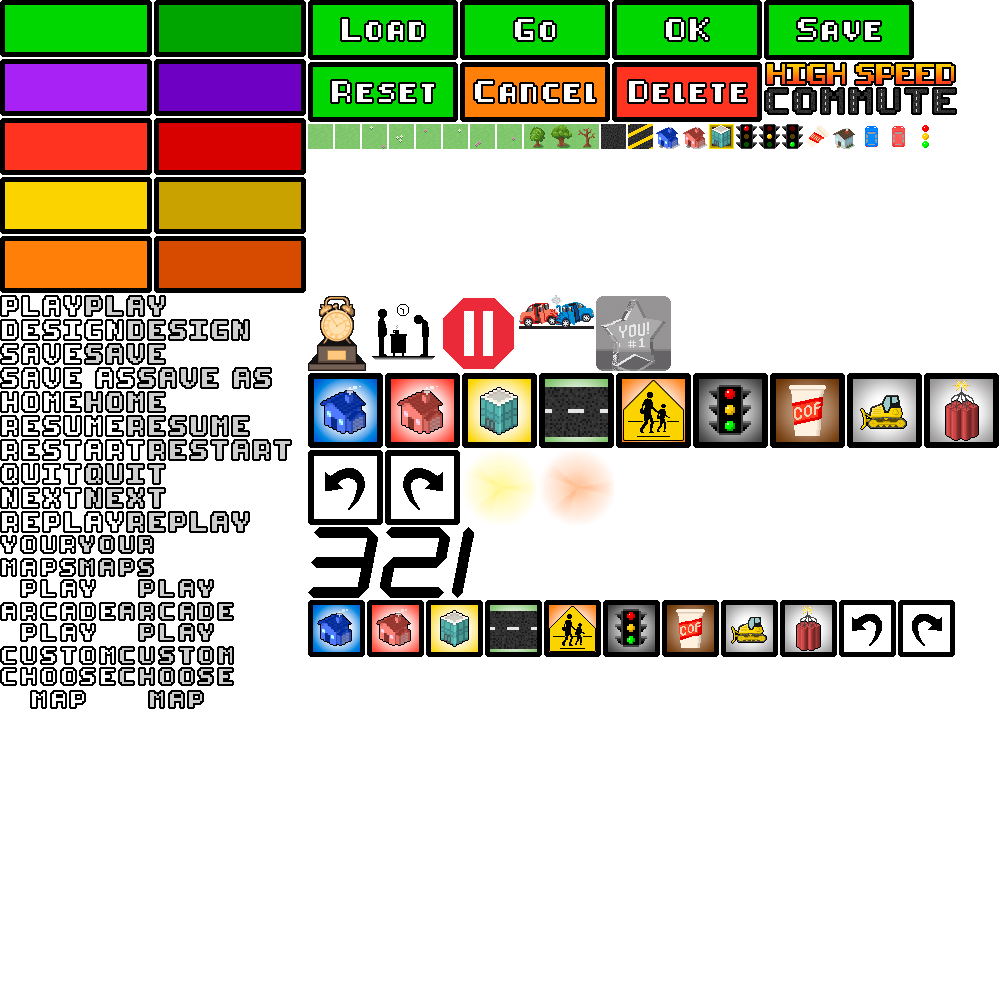 LOAD GO OK SAVE
RESET CANCEL DELETE HIGH SPEED
COMMUTE
PLAYPLAY
DESIGNDESIGN
SAVESAVE
SAVE ASSAVE AS
HOMEHOME
RESUMERESUME
RESTARTRESTART
QUITQUIT
NEXTNEXT
REPLAYREPLAY
YOURYOUR
MAPSMAPS
PLAY PLAY
ARCADEARCADE
PLAY PLAY
CUSTOMCUSTOM
CHOOSECHOOSE
MAP MAP
YOU!
#1
COF
321
COF